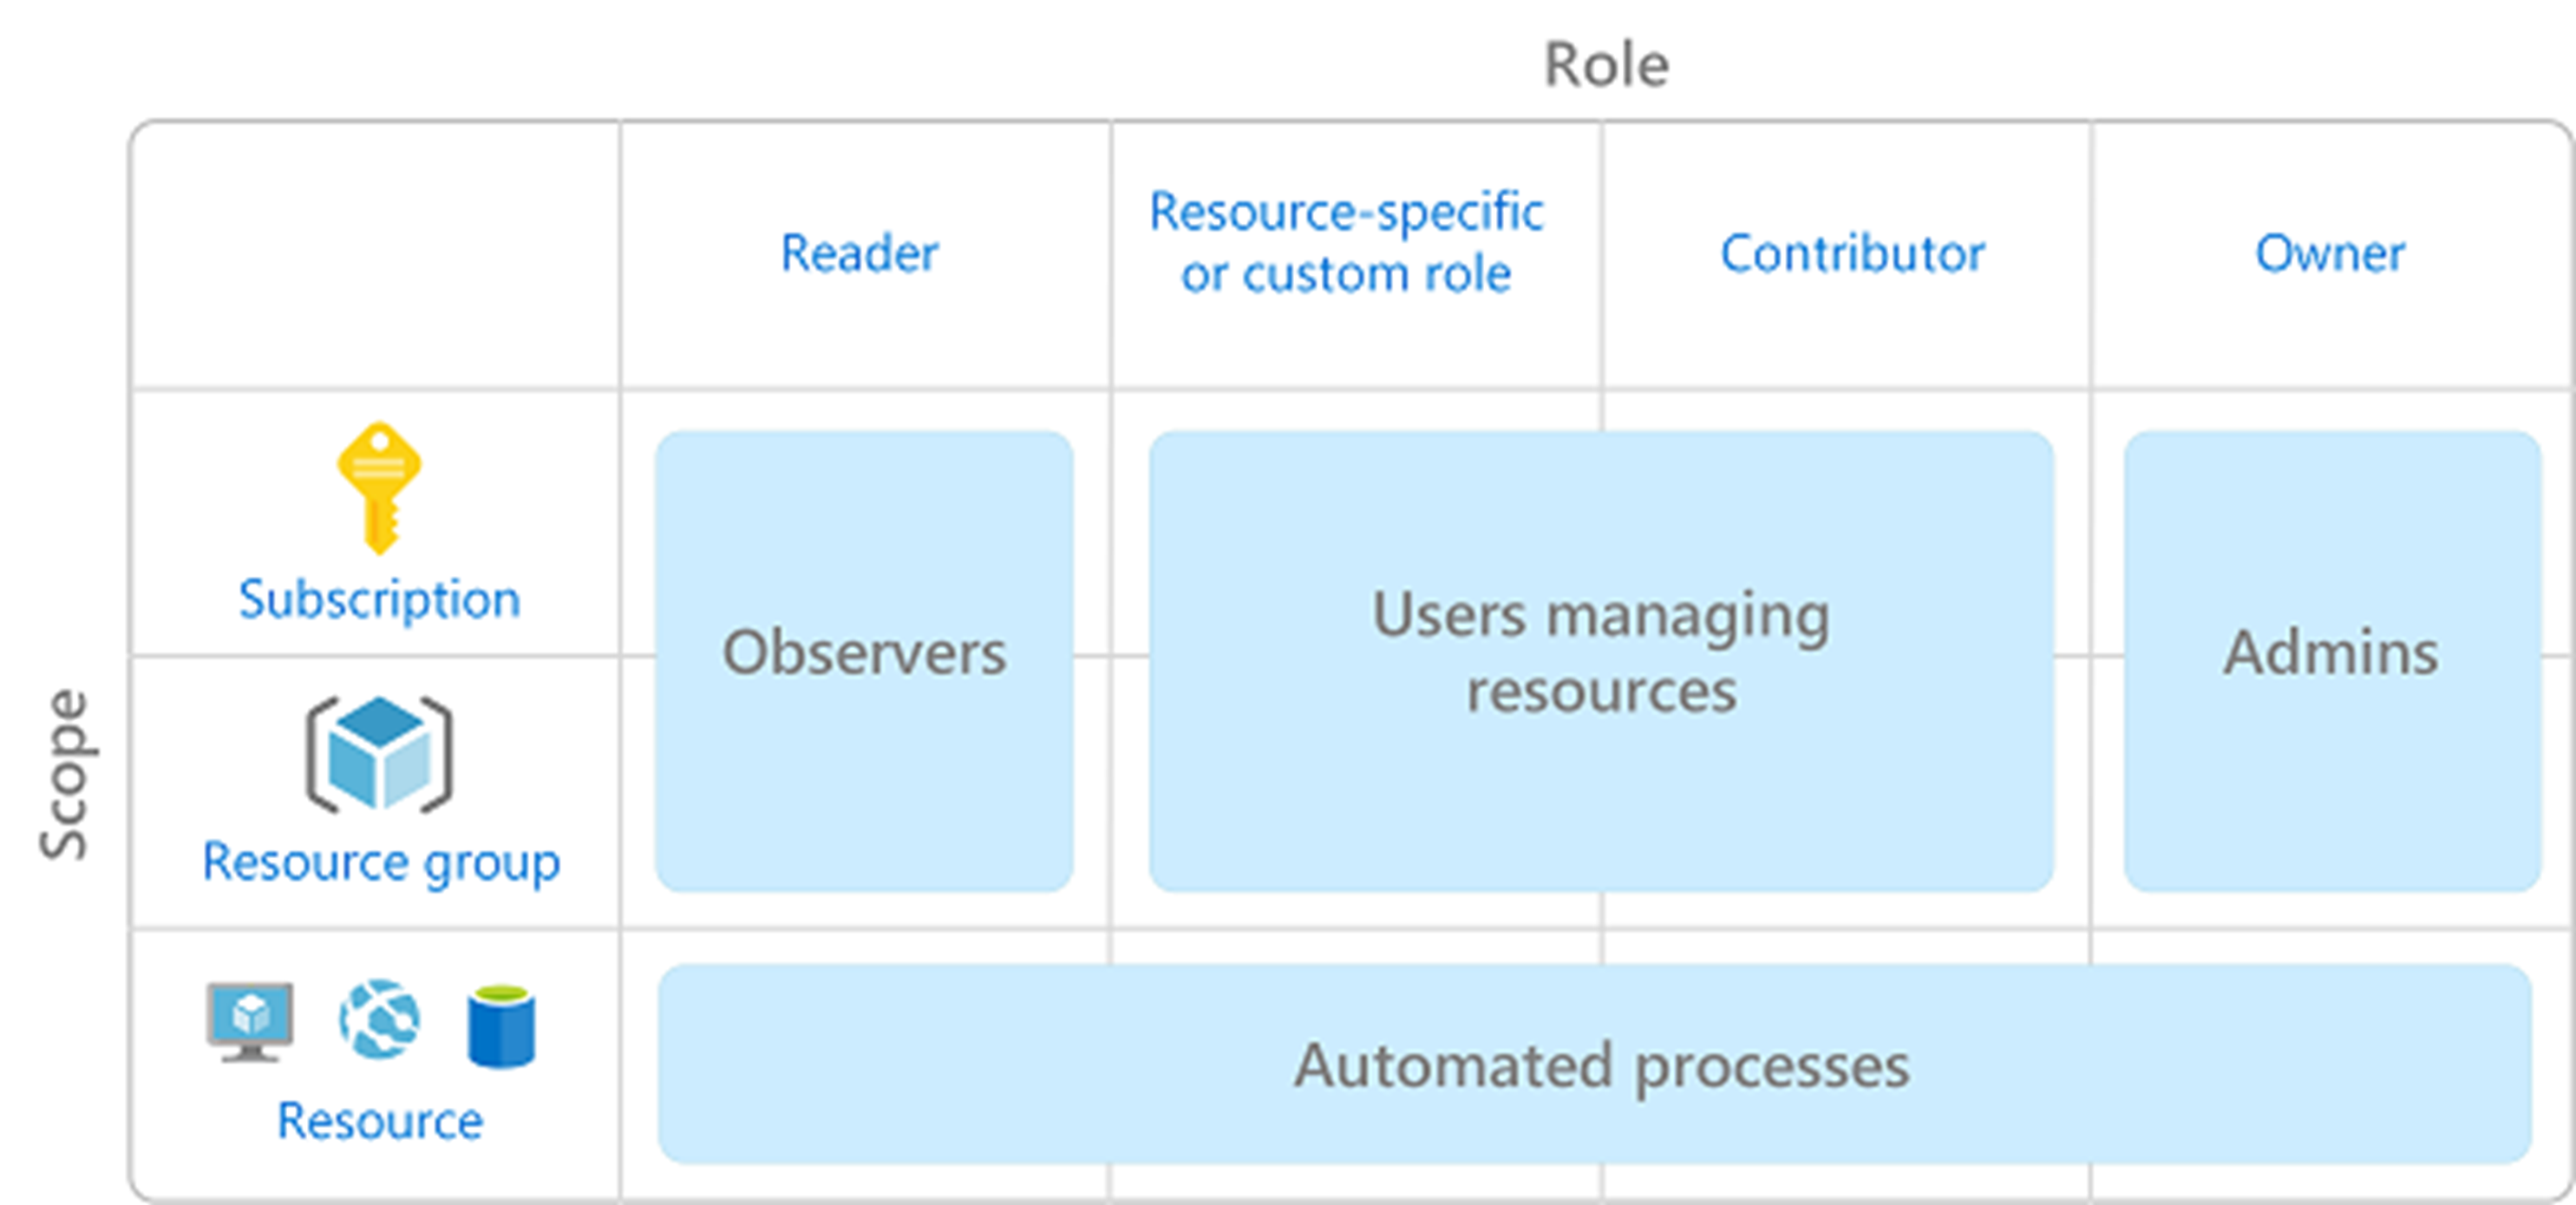 Role
Reader
Resource-specific
or custom role
Contributor
Owner
Scope
Subscription
Observers
Users managing
resources
Admins
Resource group
Resource
Automated processes